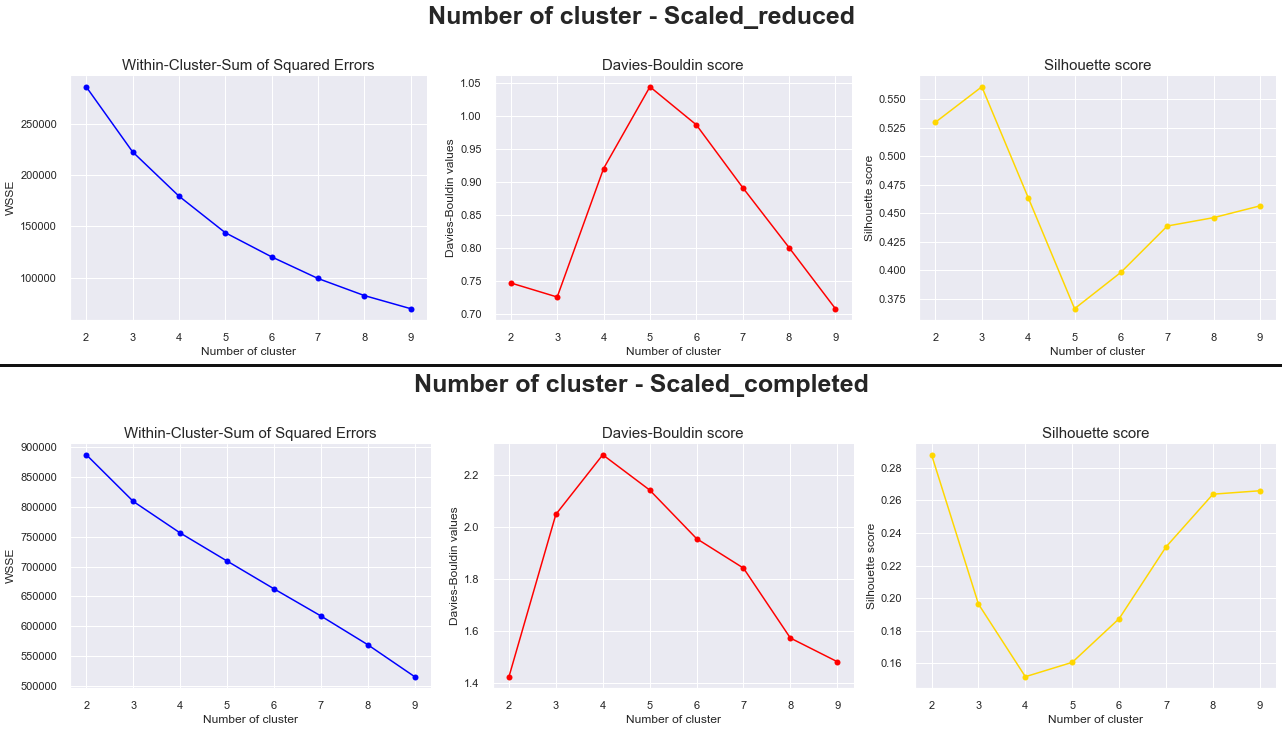 Number of cluster - Scaled_reduced
Within-Cluster-Sum of Squared Errors
WSSE
250000
200000
150000
100000
2 3 4 5 6 7 8 9
Number of cluster
Davies-Bouldin score
Davies-Bouldin values
1.05
1.00
0.95
0.90
0.85
0.80
0.75
0.70
2 3 4 5 6 7 8 9
Number of cluster
Silhouette score
Silhouette score
0.550
0.525
0.500
0.475
0.450
0.425
0.400
0.375
2 3 4 5 6 7 8 9
Number of cluster
Number of cluster - Scaled_completed
Within-Cluster-Sum of Squared Errors
WSSE
900000
850000
800000
750000
700000
650000
600000
550000
500000
2 3 4 5 6 7 8 9
Number of cluster
Davies-Bouldin score
Davies-Bouldin values
2.2
2.0
1.8
1.6
1.4
2 3 4 5 6 7 8 9
Number of cluster
Silhouette score
Silhouette score
0.28
0.26
0.24
0.22
0.20
0.18
0.16
2 3 4 5 6 7 8 9
Number of cluster